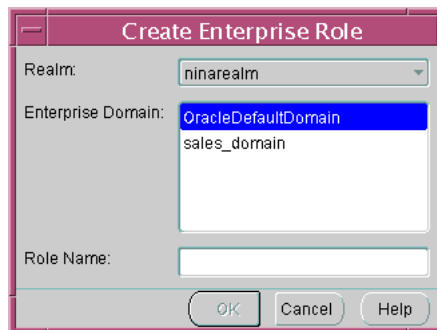 Create Enterprise Role
Realm: ninarealm
Enterprise Domain: OracleDefaultDomain
sales_domain
Role Name:
OK Cancel Help